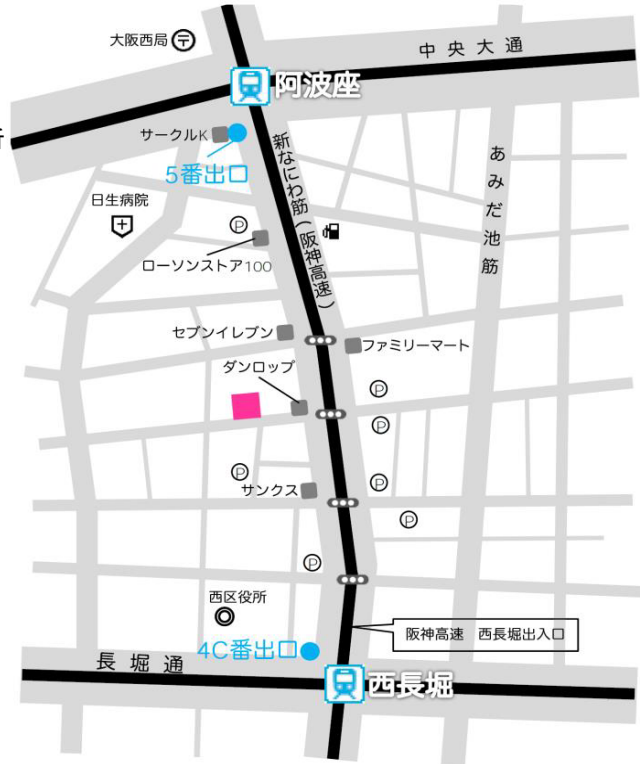 大阪西局
中央大通
阿波座
サークルK
5番出口
新なにわ筋(阪神高速)
あみだ池筋
日生病院
P
ローソンストア100
セブンイレブン
ファミリーマート
ダンロップ
P
P
P
サンクス
P
P
P
西区役所
4C番出口
阪神高速 西長堀出入口
長堀通
西長堀